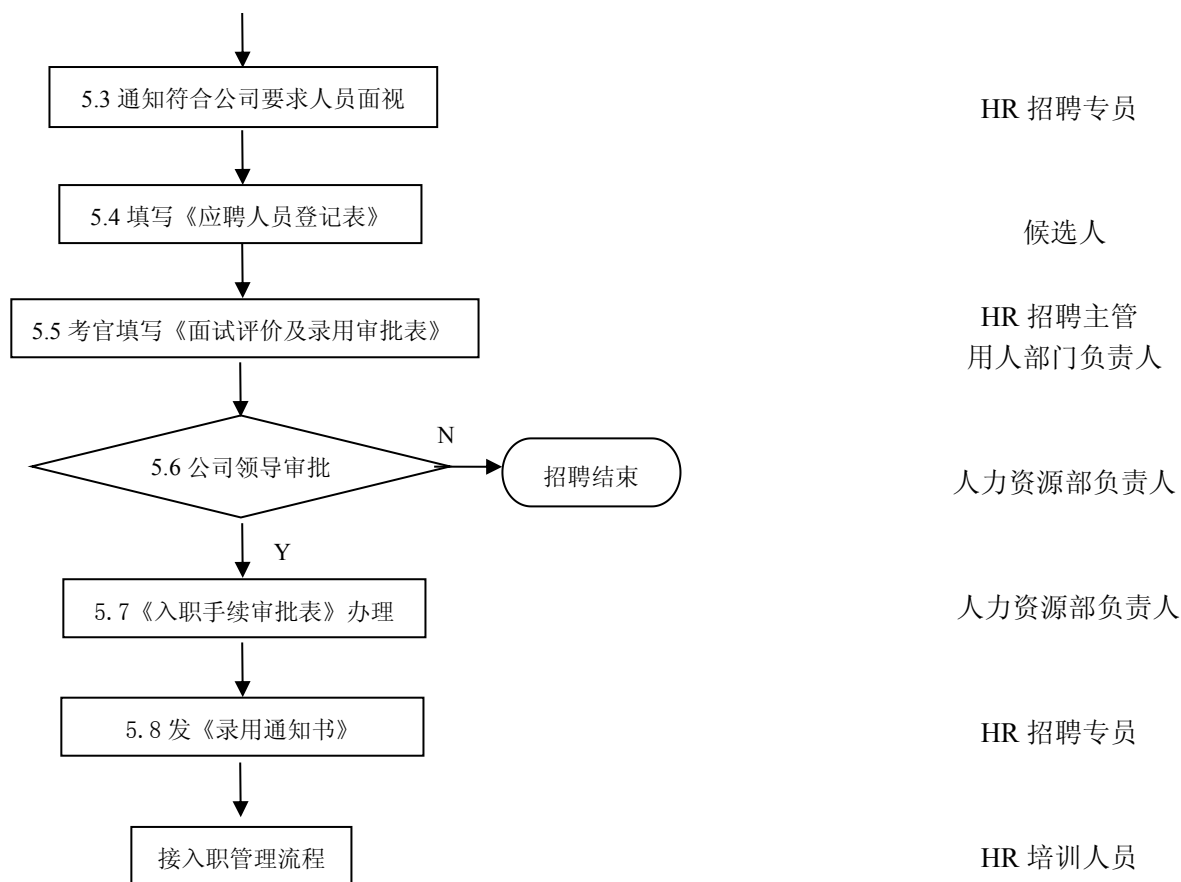 5.3 通知符合公司要求人员面视
HR 招聘专员
5.4 填写《应聘人员登记表》
候选人
5.5 考官填写《面试评价及录用审批表》
HR 招聘主管
用人部门负责人
5.6 公司领导审批
N
招聘结束
人力资源部负责人
Y
5.7《入职手续审批表》办理
人力资源部负责人
5.8 发《录用通知书》
HR 招聘专员
接入职管理流程
HR 培训人员